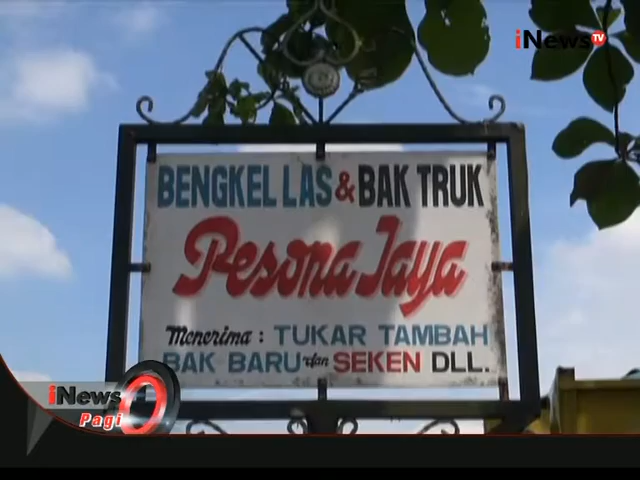 iNews TV
BENGKEL LAS & BAK TRUK
Pesona Jaya
Menerima : TUKAR TAMBAH
BAK BARU dan SEKEN DLL.
iNews
Pagi